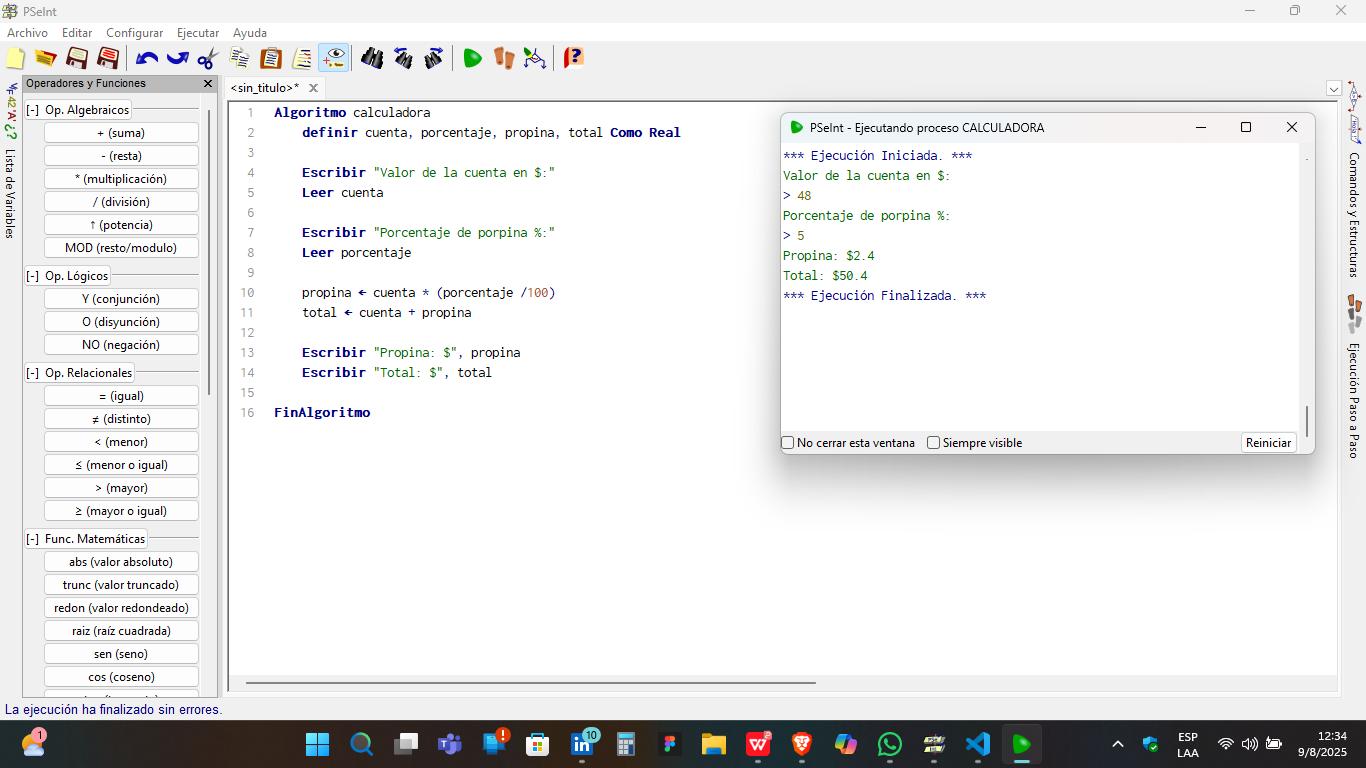 PSeInt
Archivo Editar Configurar Ejecutar Ayuda
Operadores y Funciones
[-] Op. Algebraicos
+ (suma)
- (resta)
* (multiplicación)
/ (división)
↑ (potencia)
MOD (resto/modulo)
[-] Op. Lógicos
Y (conjunción)
O (disyunción)
NO (negación)
[-] Op. Relacionales
= (igual)
≠ (distinto)
< (menor)
≤ (menor o igual)
> (mayor)
≥ (mayor o igual)
[-] Func. Matemáticas
abs (valor absoluto)
trunc (valor truncado)
redon (valor redondeado)
raiz (raíz cuadrada)
sen (seno)
cos (coseno)
Lista de Variables
<sin_titulo>*
1 Algoritmo calculadora
2 definir cuenta, porcentaje, propina, total Como Real
3
4 Escribir "Valor de la cuenta en $:"
5 Leer cuenta
6
7 Escribir "Porcentaje de porpina %:"
8 Leer porcentaje
9
10 propina ← cuenta * (porcentaje /100)
11 total ← cuenta + propina
12
13 Escribir "Propina: $", propina
14 Escribir "Total: $", total
15
16 FinAlgoritmo
PSeInt - Ejecutando proceso CALCULADORA
*** Ejecución Iniciada. ***
Valor de la cuenta en $:
> 48
Porcentaje de porpina %:
> 5
Propina: $2.4
Total: $50.4
*** Ejecución Finalizada. ***
No cerrar esta ventana
Siempre visible
Reiniciar
Comandos y Estructuras
Ejecución Paso a Paso
La ejecución ha finalizado sin errores.
1
10
ESP
LAA
12:34
9/8/2025